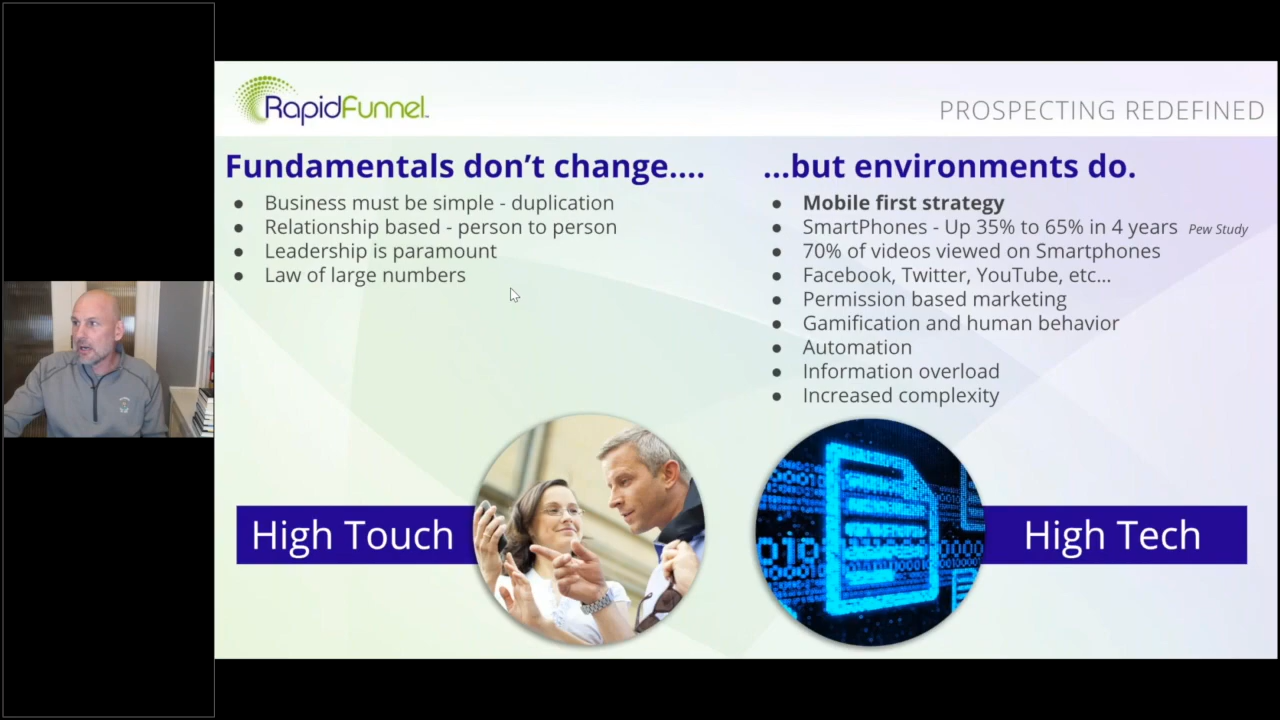 RapidFunnel
PROSPECTING REDEFINED
Fundamentals don’t change....
● Business must be simple - duplication
● Relationship based - person to person
● Leadership is paramount
● Law of large numbers
...but environments do.
● Mobile first strategy
● SmartPhones - Up 35% to 65% in 4 years Pew Study
● 70% of videos viewed on Smartphones
● Facebook, Twitter, YouTube, etc...
● Permission based marketing
● Gamification and human behavior
● Automation
● Information overload
● Increased complexity
High Touch
High Tech